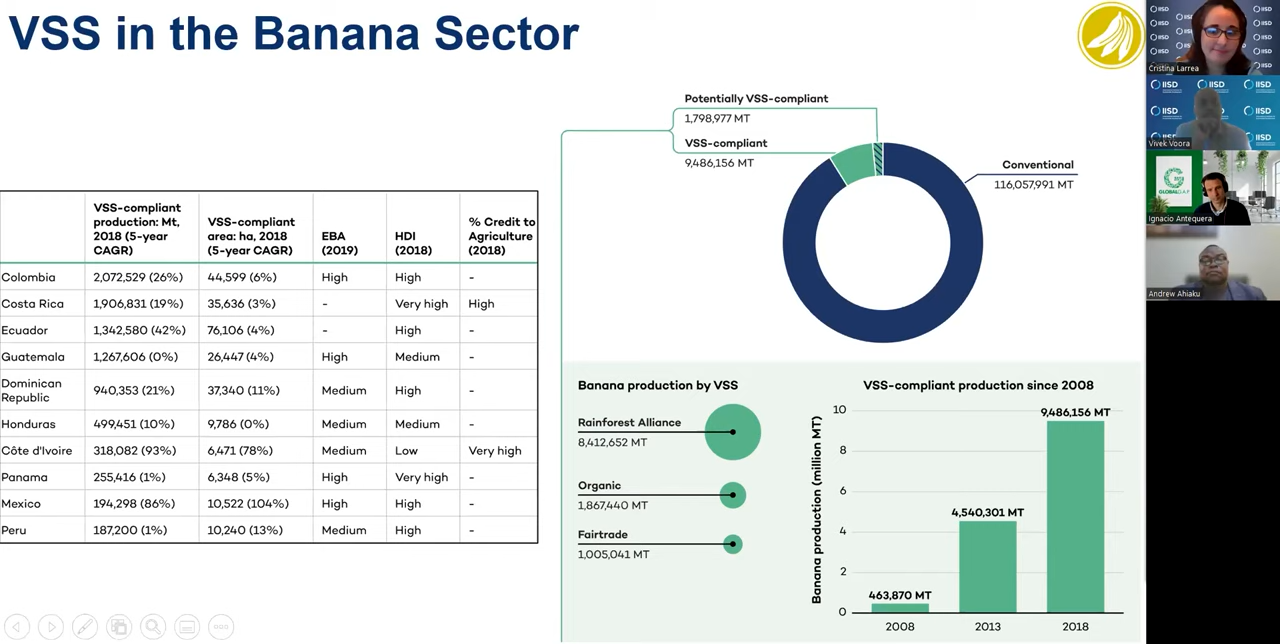 VSS in the Banana Sector
VSS-compliant production: Mt, 2018 (5-year CAGR)
VSS-compliant area: ha, 2018 (5-year CAGR)
EBA (2019)
HDI (2018)
% Credit to Agriculture (2018)
Colombia 2,072,529 (26%) 44,599 (6%) High High -
Costa Rica 1,906,831 (19%) 35,636 (3%) - Very high High
Ecuador 1,342,580 (42%) 76,106 (4%) - High -
Guatemala 1,267,606 (0%) 26,447 (4%) High Medium -
Dominican Republic 940,353 (21%) 37,340 (11%) Medium High -
Honduras 499,451 (10%) 9,786 (0%) Medium Medium -
Côte d'Ivoire 318,082 (93%) 6,471 (78%) Medium Low Very high
Panama 255,416 (1%) 6,348 (5%) High Very high -
Mexico 194,298 (86%) 10,522 (104%) High High -
Peru 187,200 (1%) 10,240 (13%) Medium High -
Potentially VSS-compliant
1,798,977 MT
VSS-compliant
9,486,156 MT
Conventional
116,057,991 MT
Banana production by VSS
Rainforest Alliance
8,412,652 MT
Organic
1,867,440 MT
Fairtrade
1,005,041 MT
VSS-compliant production since 2008
Banana production (million MT)
10
8
6
4
2
0
463,870 MT
4,540,301 MT
9,486,156 MT
2008
2013
2018
IISD
Cristina Larrea
IISD
IISD
IISD
IISD
IISD
IISD
Vivek Voora
GLOBALG.A.P.
Ignacio Antequera
Andrew Ahiaku